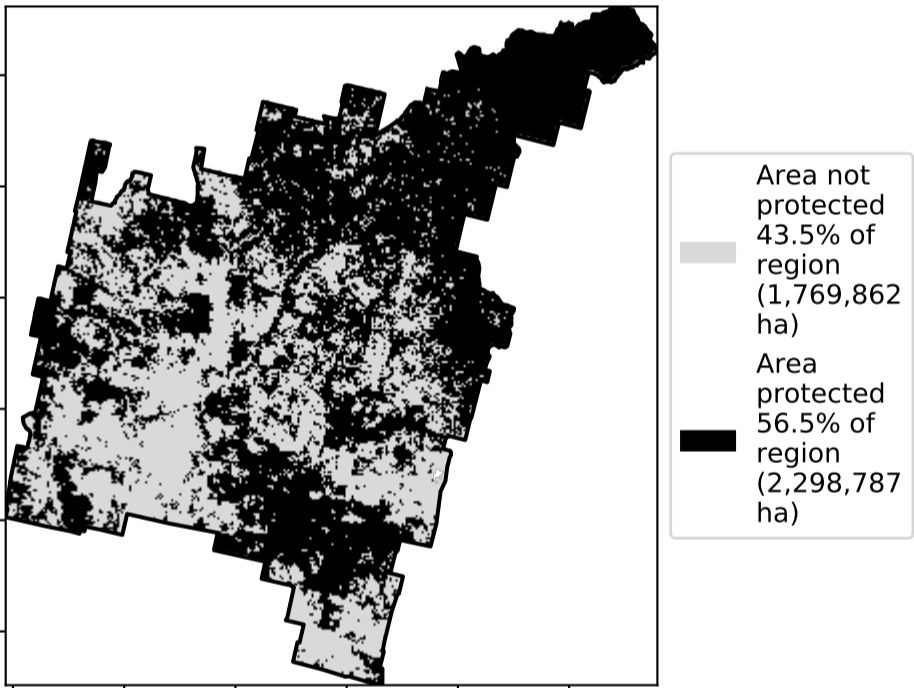 Area not
protected
43.5% of
region
(1,769,862
ha)
Area
protected
56.5% of
region
(2,298,787
ha)